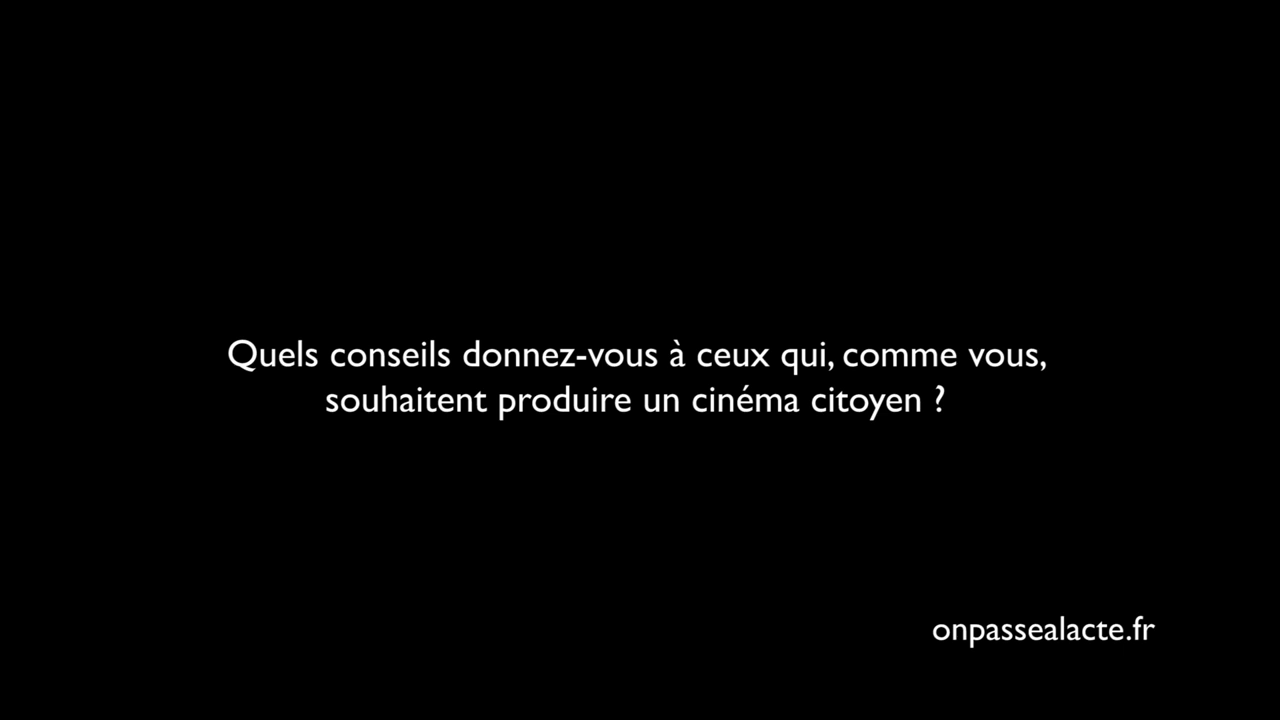 Quels conseils donnez-vous à ceux qui, comme vous,
souhaitent produire un cinéma citoyen ?
onpassealacte.fr